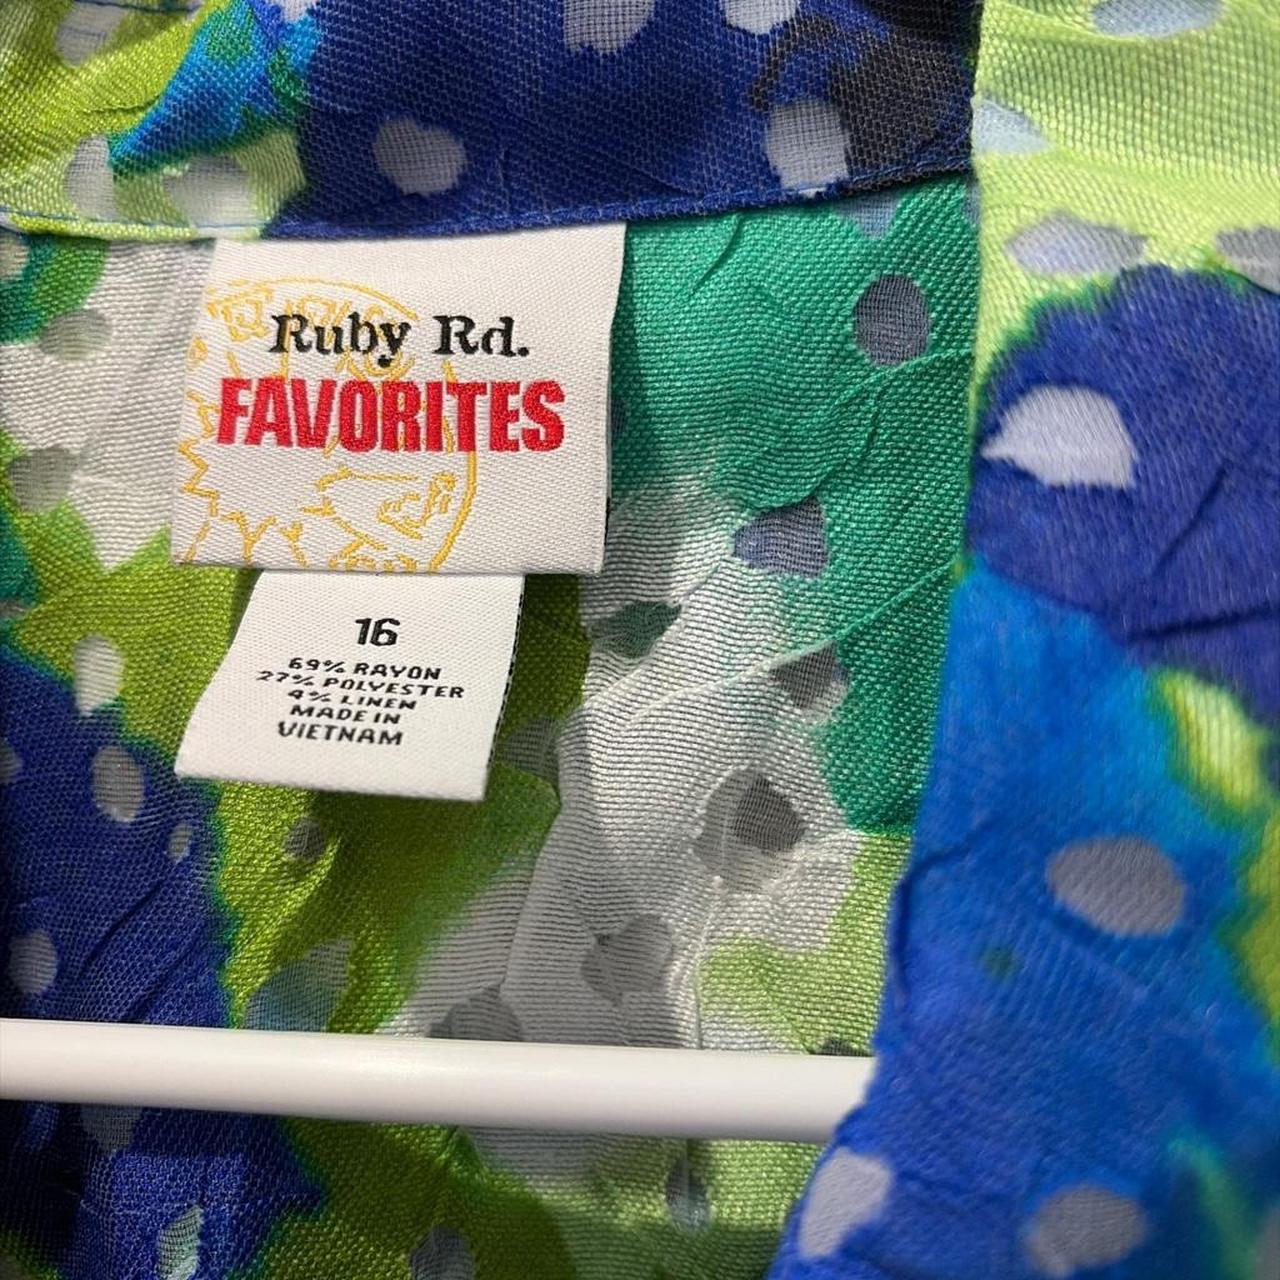 Ruby Rd.
FAVORITES
16
69% RAYON
27% POLYESTER
4% LINEN
MADE IN
VIETNAM